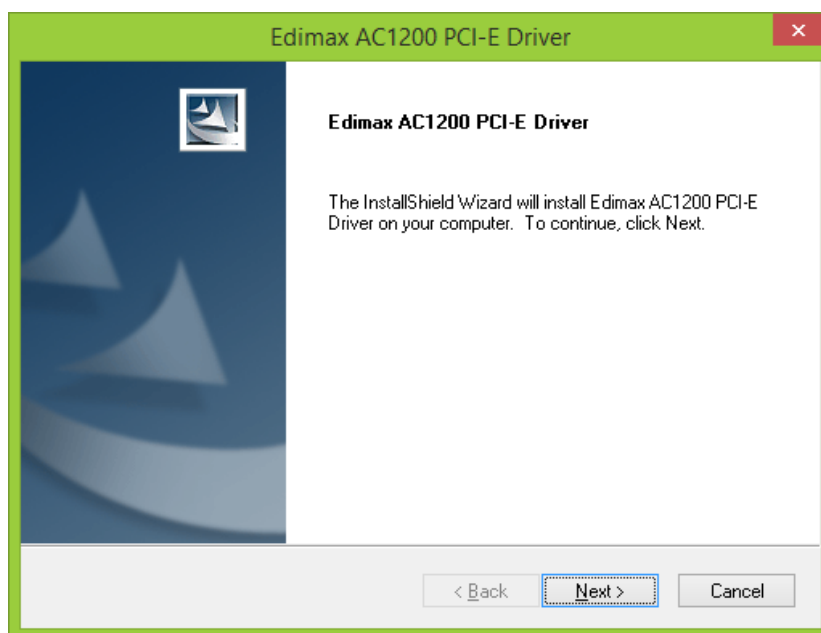 Edimax AC1200 PCI-E Driver
Edimax AC1200 PCI-E Driver
The InstallShield Wizard will install Edimax AC1200 PCI-E
Driver on your computer.  To continue, click Next.
< Back Next > Cancel